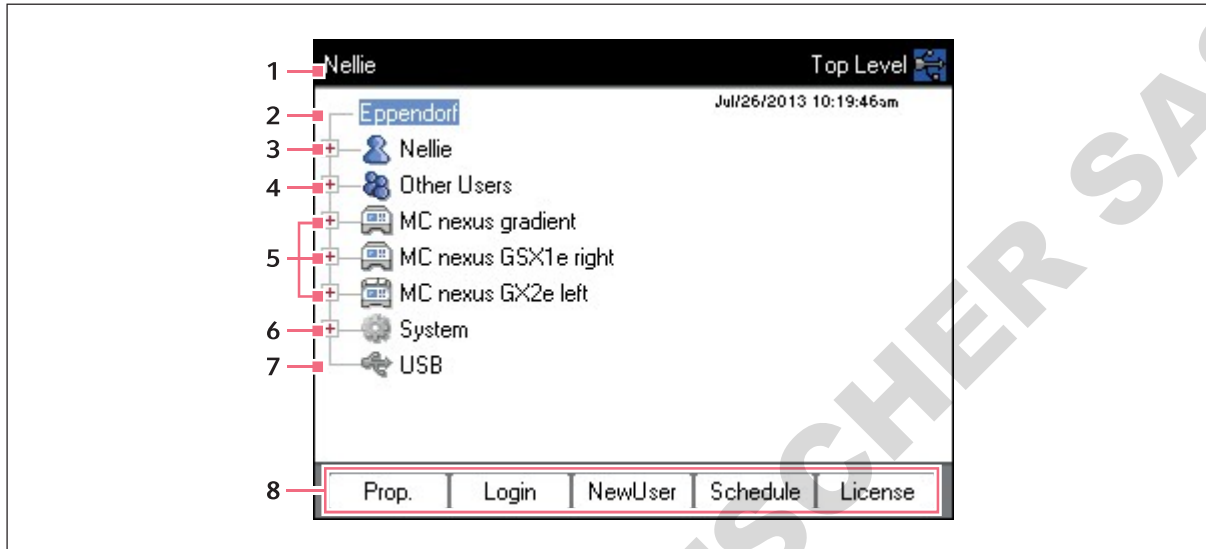 1 Nellie Top Level
Jul/26/2013 10:19:46am
2 Eppendorf
3 Nellie
4 Other Users
MC nexus gradient
5 MC nexus GSX1e right
MC nexus GX2e left
6 System
7 USB
8 Prop. Login NewUser Schedule License
SCHER SA